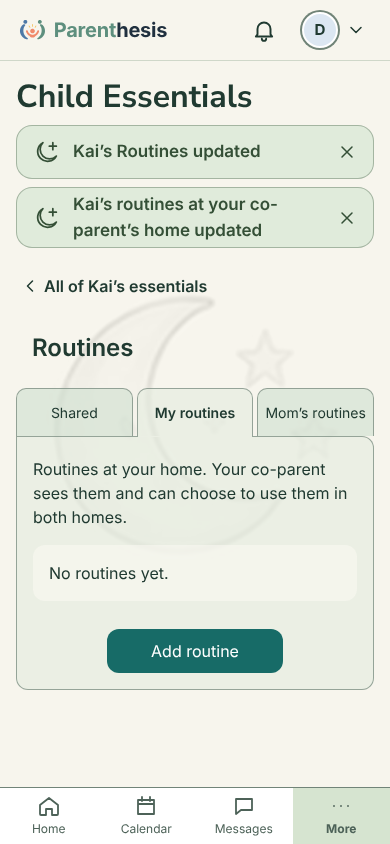 Parenthesis
D
Child Essentials
Kai’s Routines updated
Kai’s routines at your co-
parent’s home updated
All of Kai’s essentials
Routines
Shared
My routines
Mom’s routines
Routines at your home. Your co-parent
sees them and can choose to use them in
both homes.
No routines yet.
Add routine
Home
Calendar
Messages
More